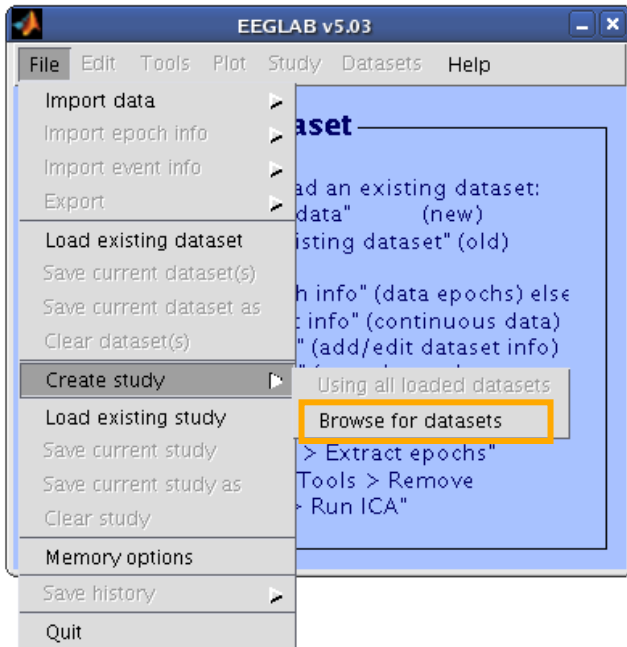 EEGLAB v5.03
File Edit Tools Plot Study Datasets Help
Import data
Import epoch info
Import event info
Export
Load existing dataset
Save current dataset(s)
Save current dataset as
Clear dataset(s)
Create study
Load existing study
Save current study
Save current study as
Clear study
Memory options
Save history
Quit
Using all loaded datasets
Browse for datasets
aset
ad an existing dataset:
data" (new)
isting dataset" (old)
h info" (data epochs) else
t info" (continuous data)
" (add/edit dataset info)
> Extract epochs"
Tools > Remove
> Run ICA"